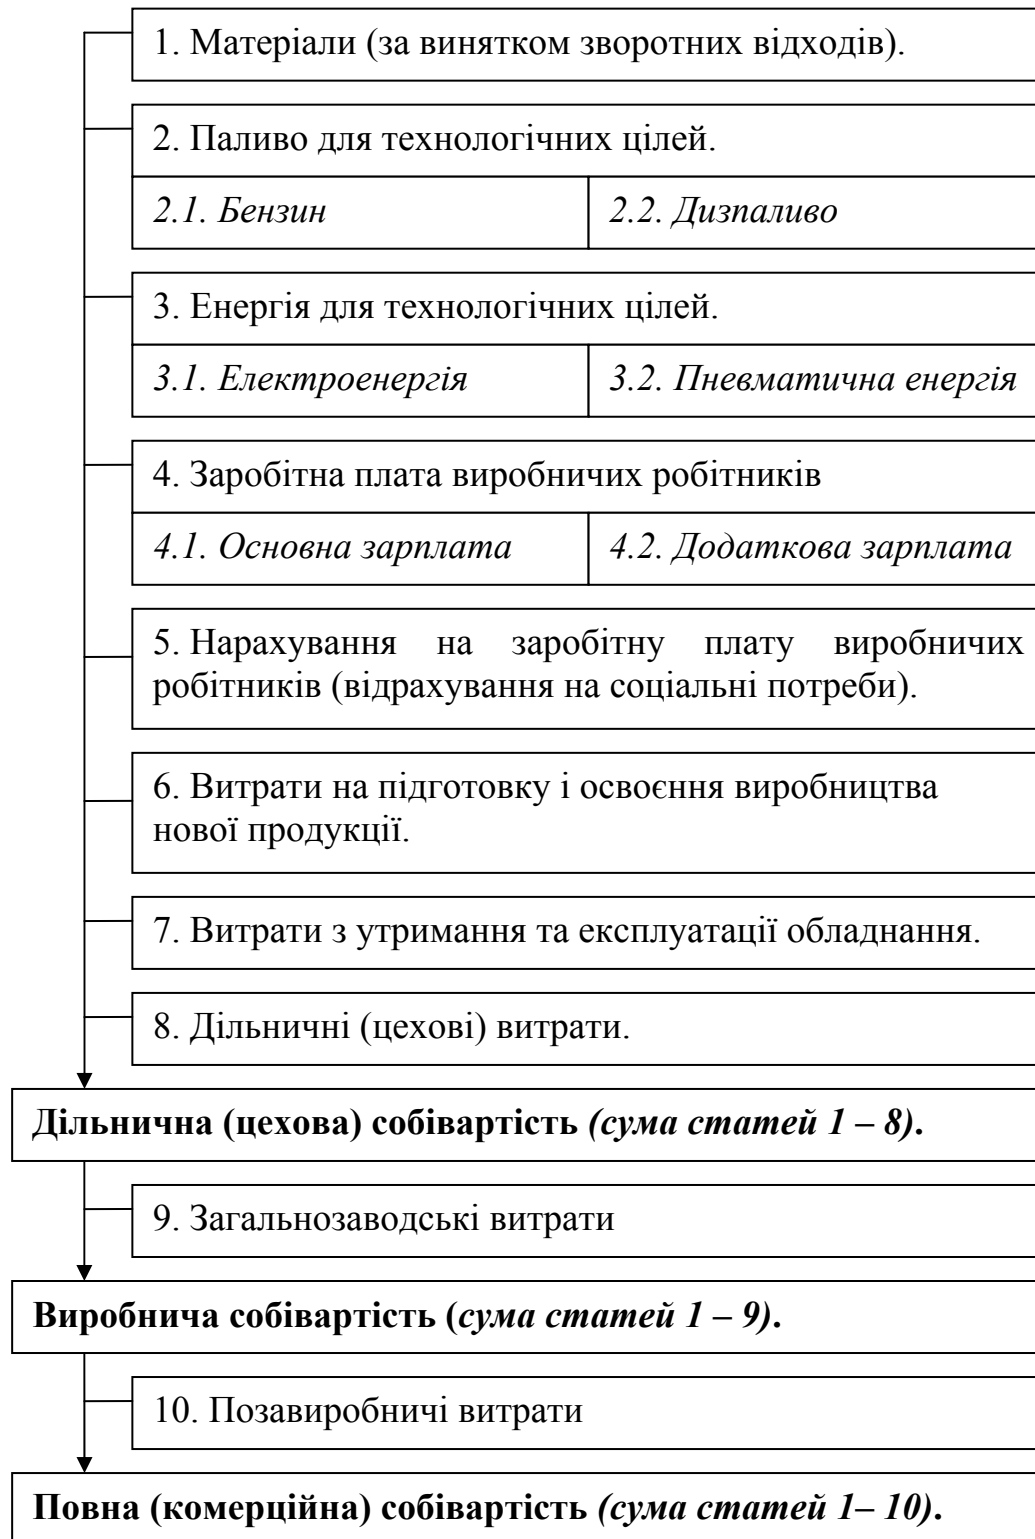 1. Матеріали (за винятком зворотних відходів).
2. Паливо для технологічних цілей.
2.1. Бензин
2.2. Дизпаливо
3. Енергія для технологічних цілей.
3.1. Електроенергія
3.2. Пневматична енергія
4. Заробітна плата виробничих робітників
4.1. Основна зарплата
4.2. Додаткова зарплата
5. Нарахування на заробітну плату виробничих
робітників (відрахування на соціальні потреби).
6. Витрати на підготовку і освоєння виробництва
нової продукції.
7. Витрати з утримання та експлуатації обладнання.
8. Дільничні (цехові) витрати.
Дільнична (цехова) собівартість (сума статей 1 – 8).
9. Загальнозаводські витрати
Виробнича собівартість (сума статей 1 – 9).
10. Позавиробничі витрати
Повна (комерційна) собівартість (сума статей 1– 10).